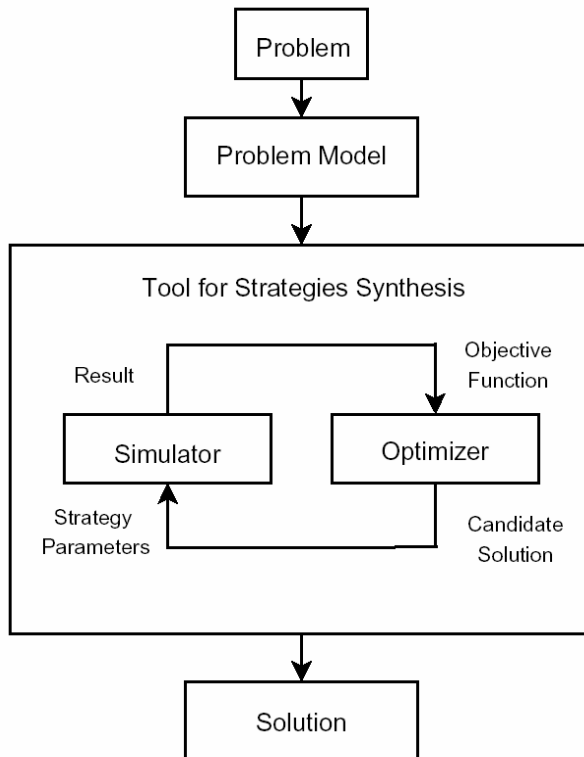 Problem
Problem Model
Tool for Strategies Synthesis
Result
Objective
Function
Simulator
Optimizer
Strategy
Parameters
Candidate
Solution
Solution